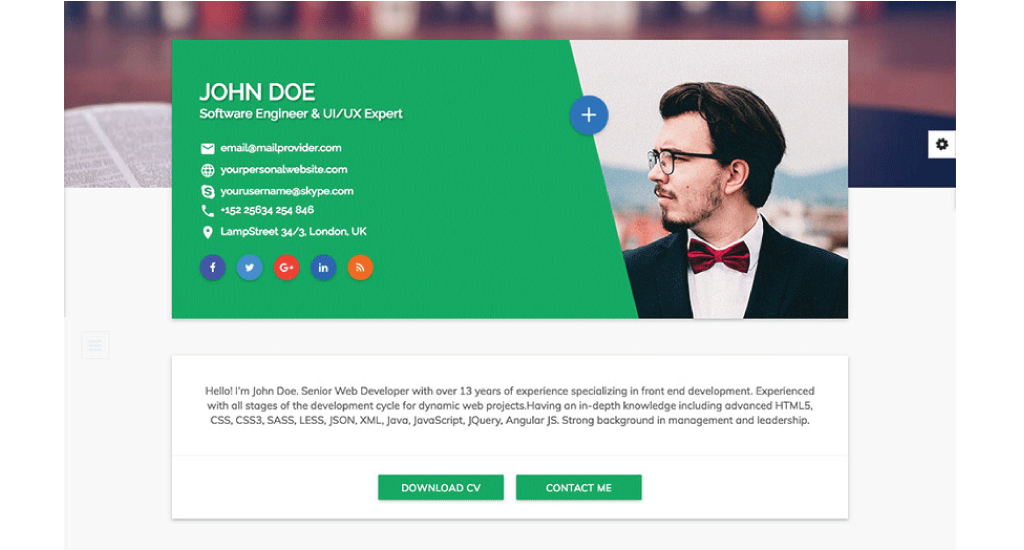 JOHN DOE
Software Engineer & UI/UX Expert
email@mailprovider.com
yourpersonalwebsite.com
yourusername@skype.com
+152 25634 254 846
LampStreet 34/3, London, UK
Hello! I'm John Doe. Senior Web Developer with over 13 years of experience specializing in front end development. Experienced
with all stages of the development cycle for dynamic web projects.Having an in-depth knowledge including advanced HTML5,
CSS, CSS3, SASS, LESS, JSON, XML, Java, JavaScript, JQuery, Angular JS. Strong background in management and leadership.
DOWNLOAD CV
CONTACT ME